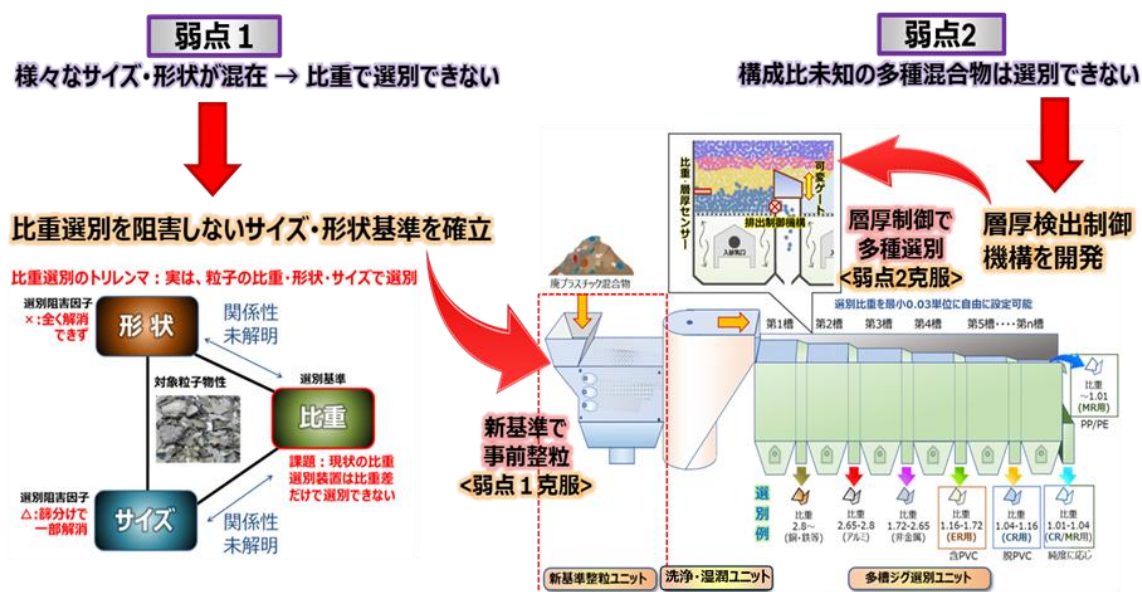 弱点１
様々なサイズ・形状が混在 → 比重で選別できない
比重選別を阻害しないサイズ・形状基準を確立
比重選別のトリレンマ：実は、粒子の比重・形状・サイズで選別
選別阻害因子
×:全く解消
できず
形 状
関係性
未解明
対象粒子物性
選別基準
比重
課題：現状の比重
選別装置は比重差
だけで選別できない
選別阻害因子
△:篩分けで
一部解消
サイズ
関係性
未解明
弱点2
構成比未知の多種混合物は選別できない
層厚検出制御
機構を開発
層厚制御で
多種選別
<弱点2克服>
比重・層厚センサー
可変ゲート
排出制御機構
廃プラスチック混合物
新基準で
事前整粒
<弱点１克服>
選別比重を最小0.03単位に自由に設定可能
第1槽
第2槽
第3槽
第4槽
第5槽・・・・第n槽
比重
～1.01
(MR用)
PP/PE
選別例
比重
2.8～
(銅・鉄等)
比重
2.65-2.8
(アルミ)
比重
1.72-2.65
(非金属)
比重
1.16-1.72
(ER用)
含PVC
比重
1.04-1.16
(CR用)
脱PVC
比重
1.01-1.04
(CR/MR用)
純度に応じ
新基準整粒ユニット
洗浄・湿潤ユニット
多槽ジグ選別ユニット